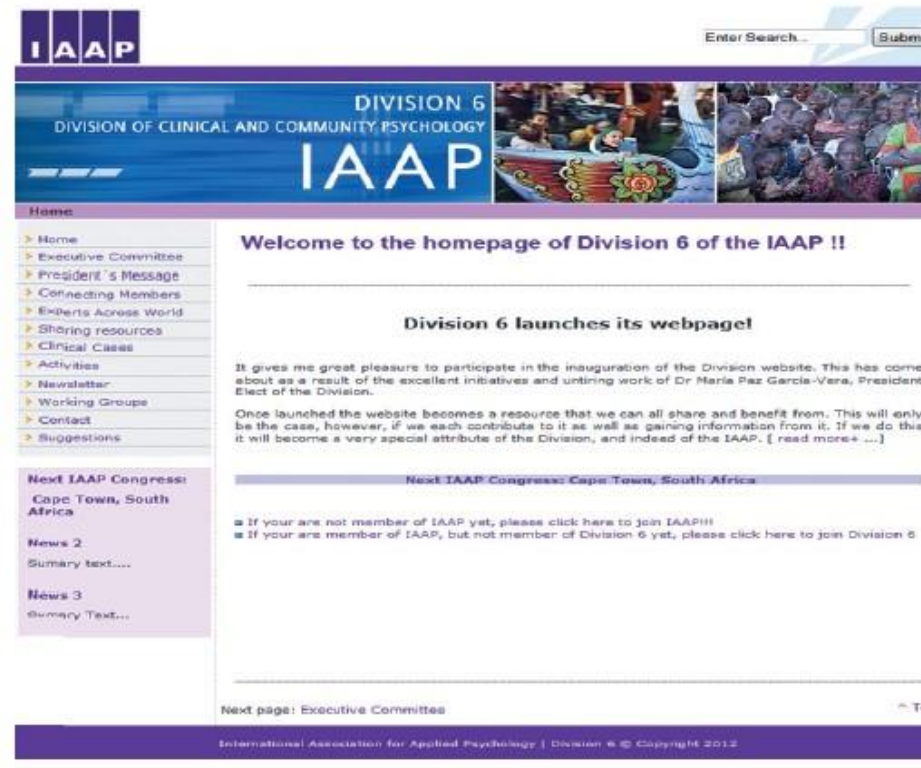 IAAP
Enter Search...
Subm
DIVISION 6
DIVISION OF CLINICAL AND COMMUNITY PSYCHOLOGY
IAAP
Home
Home
Executive Committee
President´s Message
Connecting Members
Experts Across World
Sharing resources
Clinical Cases
Activities
Newsletter
Working Groups
Contact
Suggestions
Next IAAP Congress:
Cape Town, South
Africa
News 2
Sumary text....
News 3
Sumary Text...
Welcome to the homepage of Division 6 of the IAAP !!
Division 6 launches its webpage!
It gives me great pleasure to participate in the inauguration of the Division website. This has come
about as a result of the excellent initiatives and untiring work of Dr María Paz García-Vera, President
Elect of the Division.
Once launched the website becomes a resource that we can all share and benefit from. This will only
be the case, however, if we each contribute to it as well as gaining information from it. If we do this
it will become a very special attribute of the Division, and indeed of the IAAP. [ read more+ ...]
Next IAAP Congress: Cape Town, South Africa
If your are not member of IAAP yet, please click here to join IAAP!!!
If your are member of IAAP, but not member of Division 6 yet, please click here to join Division 6
Next page: Executive Committee
^ T
International Association for Applied Psychology | Division 6 © Copyright 2012